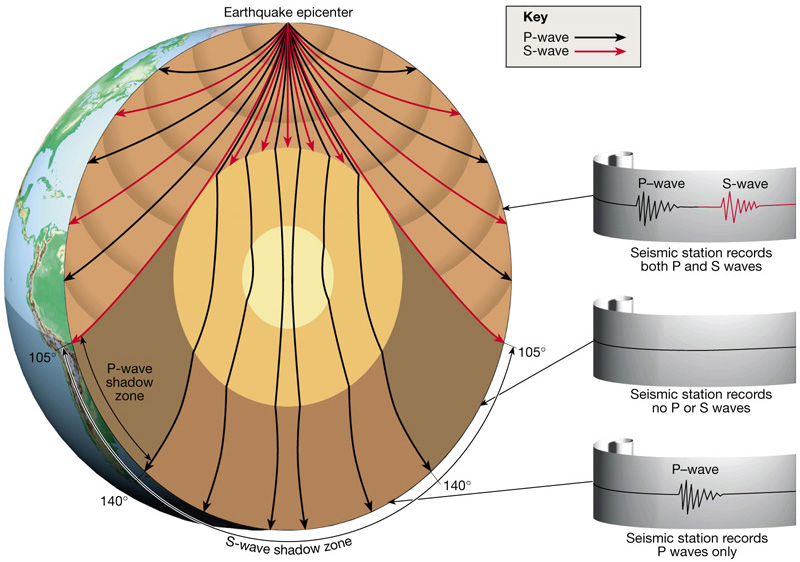 Earthquake epicenter
Key
P-wave
S-wave
P–wave
S-wave
Seismic station records
both P and S waves
105°
105°
P-wave
shadow
zone
Seismic station records
no P or S waves
140°
140°
P–wave
S-wave shadow zone
Seismic station records
P waves only